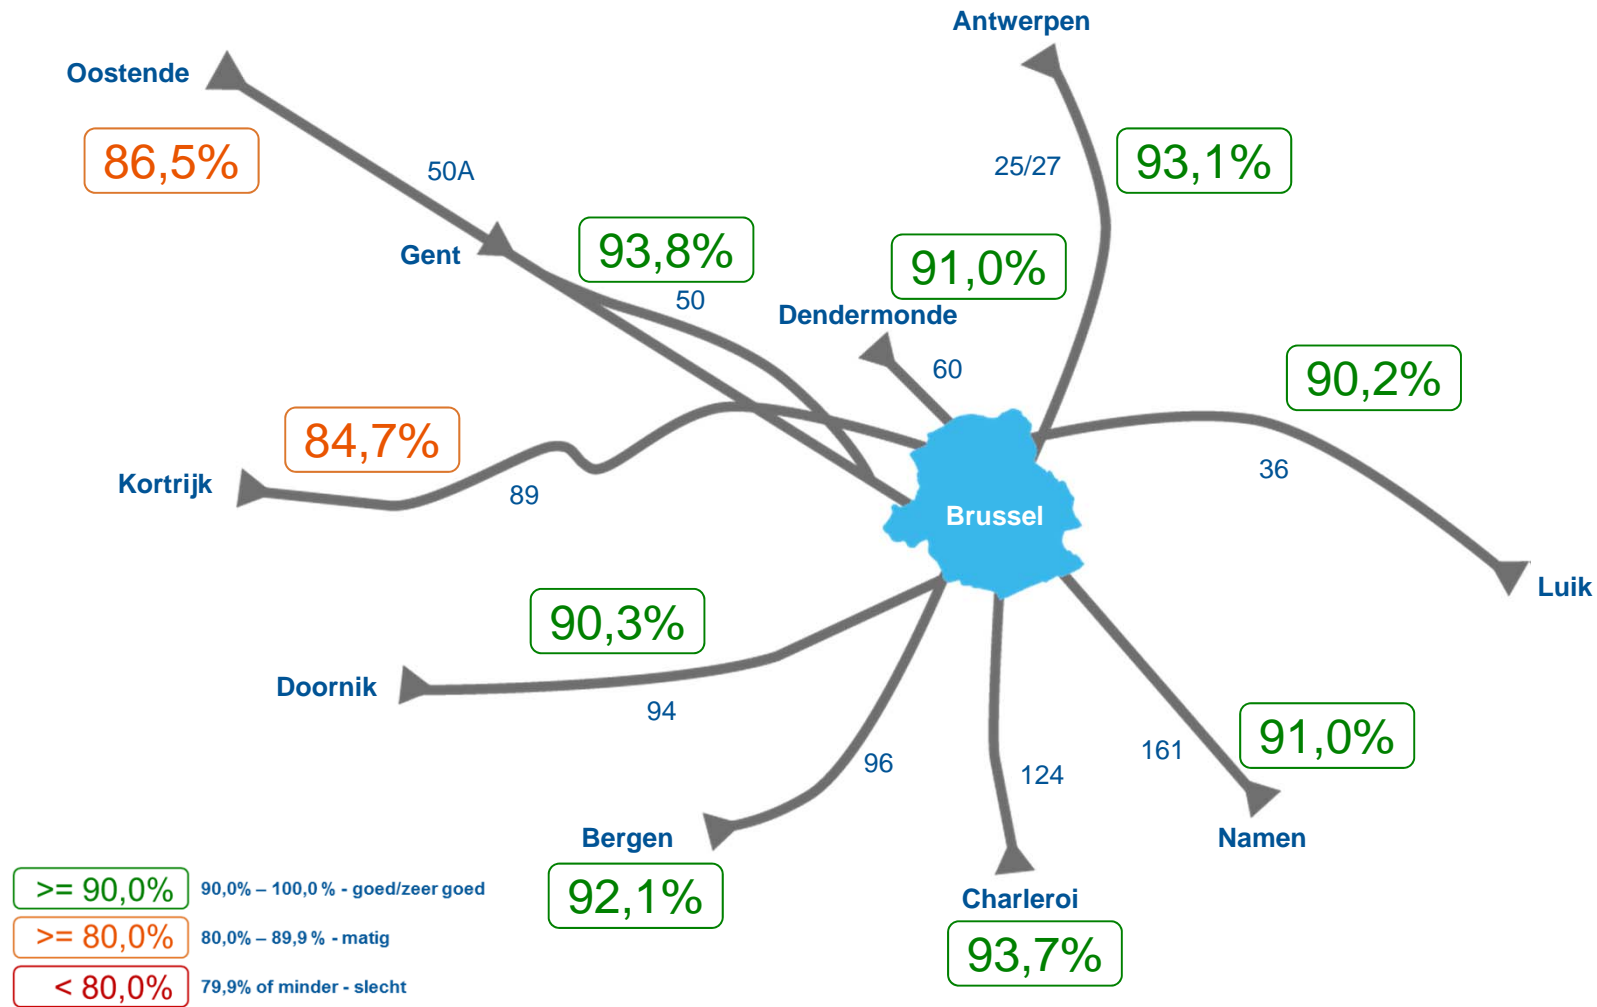 Antwerpen
Oostende
86,5%
50A
25/27
93,1%
Gent
93,8%
91,0%
50
Dendermonde
60
90,2%
84,7%
Kortrijk
89
36
Brussel
Luik
90,3%
Doornik
94
96
124
161
91,0%
Bergen
Namen
92,1%
Charleroi
93,7%
>= 90,0% 90,0% – 100,0 % - goed/zeer goed
>= 80,0% 80,0% – 89,9 % - matig
< 80,0% 79,9% of minder - slecht